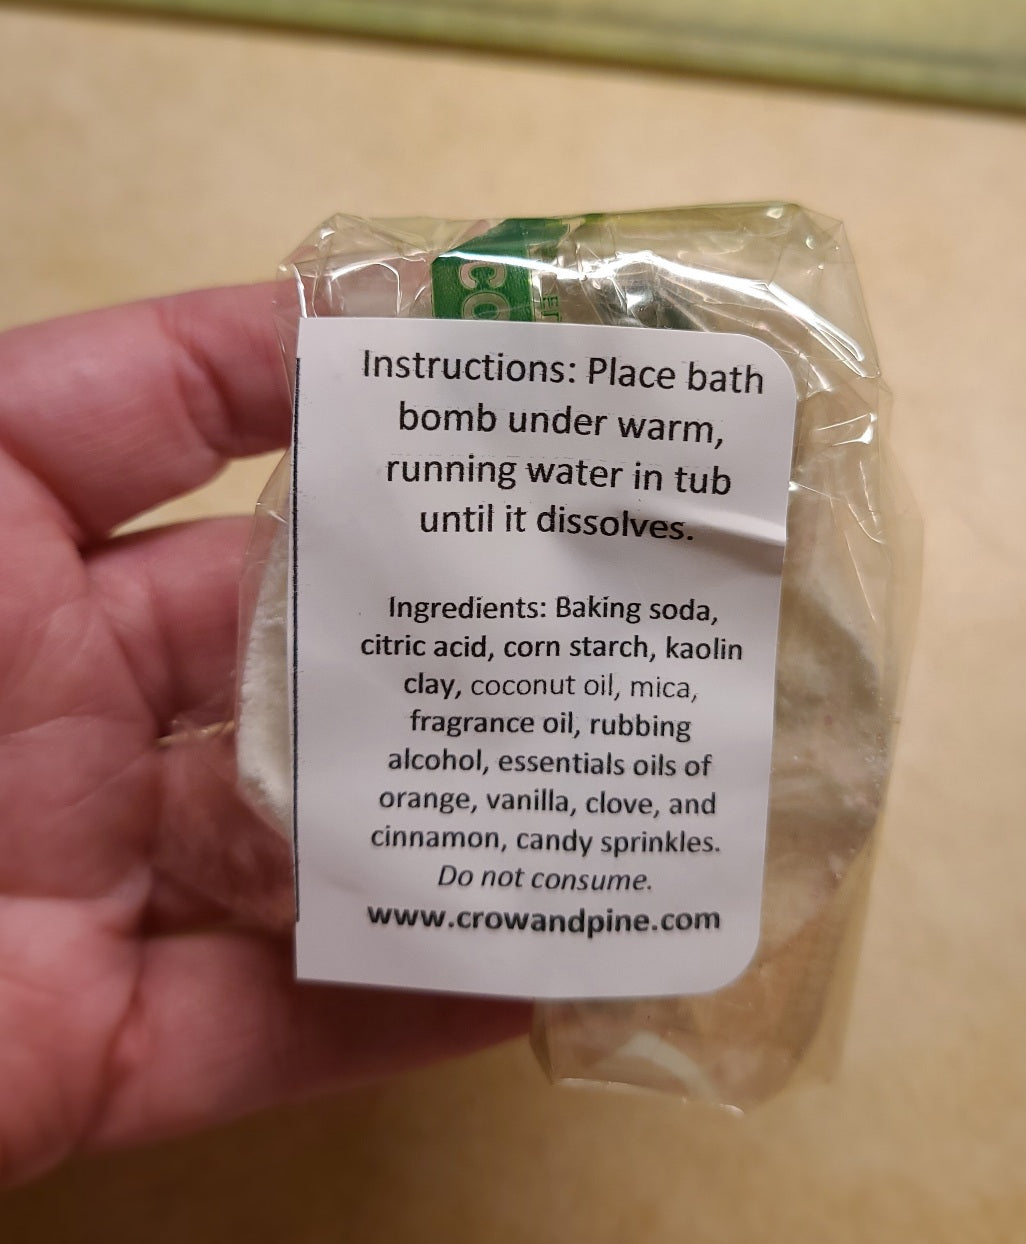 CO
Instructions: Place bath
bomb under warm,
running water in tub
until it dissolves.
Ingredients: Baking soda,
citric acid, corn starch, kaolin
clay, coconut oil, mica,
fragrance oil, rubbing
alcohol, essentials oils of
orange, vanilla, clove, and
cinnamon, candy sprinkles.
Do not consume.
www.crowandpine.com